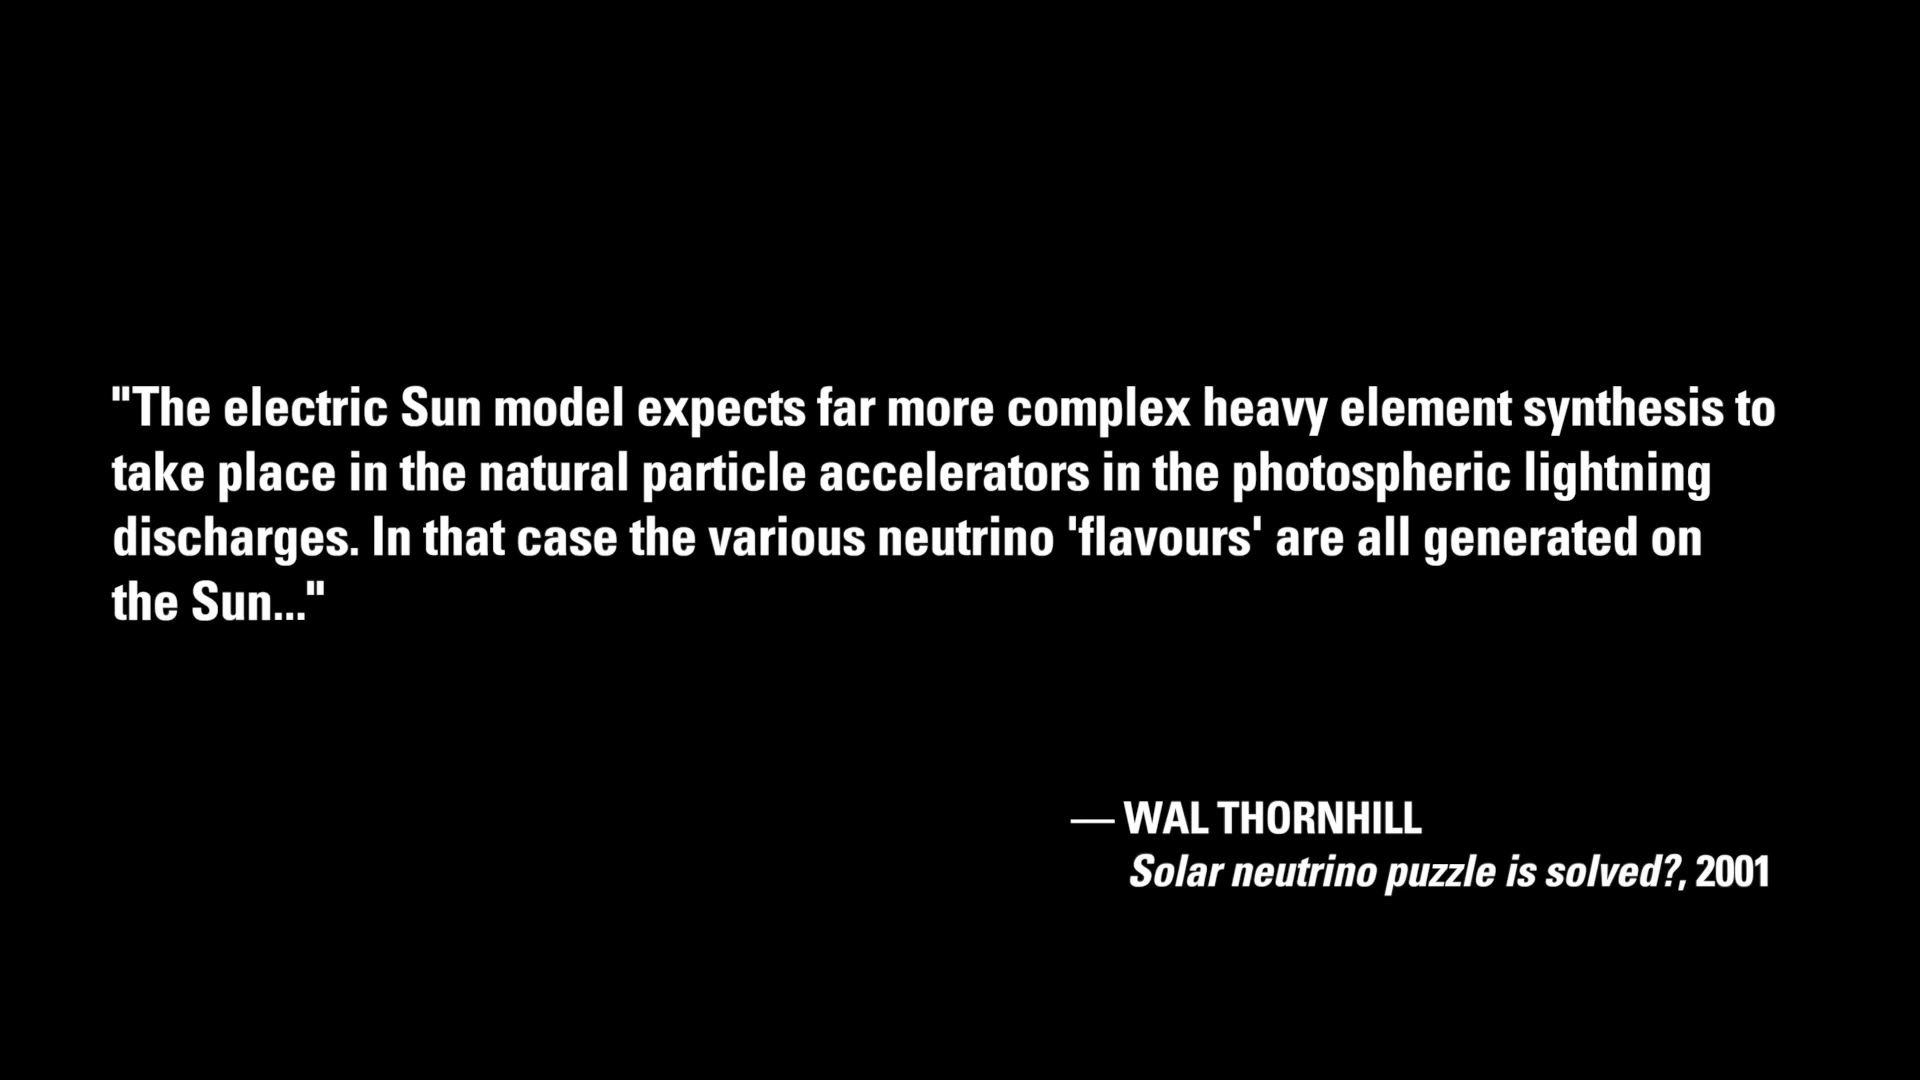 "The electric Sun model expects far more complex heavy element synthesis to
take place in the natural particle accelerators in the photospheric lightning
discharges. In that case the various neutrino 'flavours' are all generated on
the Sun..."
— WAL THORNHILL
Solar neutrino puzzle is solved?, 2001